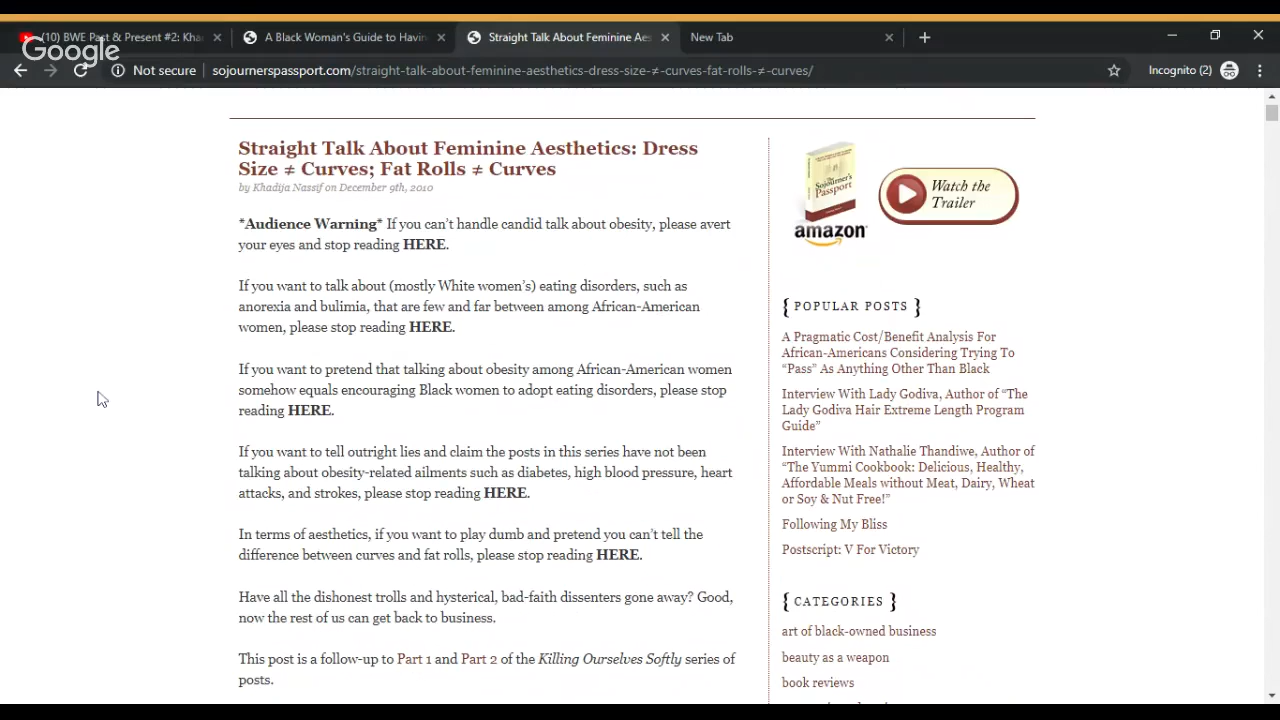 (10) BWE Past & Present #2: Kha
A Black Woman's Guide to Havin
Straight Talk About Feminine Aes
New Tab
Google
Not secure
sojournerspassport.com/straight-talk-about-feminine-aesthetics-dress-size-≠-curves-fat-rolls-≠-curves/
Incognito (2)
Straight Talk About Feminine Aesthetics: Dress
Size ≠ Curves; Fat Rolls ≠ Curves
by Khadija Nassif on December 9th, 2010
*Audience Warning* If you can't handle candid talk about obesity, please avert
your eyes and stop reading HERE.
If you want to talk about (mostly White women's) eating disorders, such as
anorexia and bulimia, that are few and far between among African-American
women, please stop reading HERE.
If you want to pretend that talking about obesity among African-American women
somehow equals encouraging Black women to adopt eating disorders, please stop
reading HERE.
If you want to tell outright lies and claim the posts in this series have not been
talking about obesity-related ailments such as diabetes, high blood pressure, heart
attacks, and strokes, please stop reading HERE.
In terms of aesthetics, if you want to play dumb and pretend you can't tell the
difference between curves and fat rolls, please stop reading HERE.
Have all the dishonest trolls and hysterical, bad-faith dissenters gone away? Good,
now the rest of us can get back to business.
This post is a follow-up to Part 1 and Part 2 of the Killing Ourselves Softly series of
posts.
The
Sojourner's
Passport
amazon
Watch the
Trailer
{ POPULAR POSTS }
A Pragmatic Cost/Benefit Analysis For
African-Americans Considering Trying To
"Pass" As Anything Other Than Black
Interview With Lady Godiva, Author of "The
Lady Godiva Hair Extreme Length Program
Guide"
Interview With Nathalie Thandiwe, Author of
"The Yummi Cookbook: Delicious, Healthy,
Affordable Meals without Meat, Dairy, Wheat
or Soy & Nut Free!"
Following My Bliss
Postscript: V For Victory
{ CATEGORIES }
art of black-owned business
beauty as a weapon
book reviews